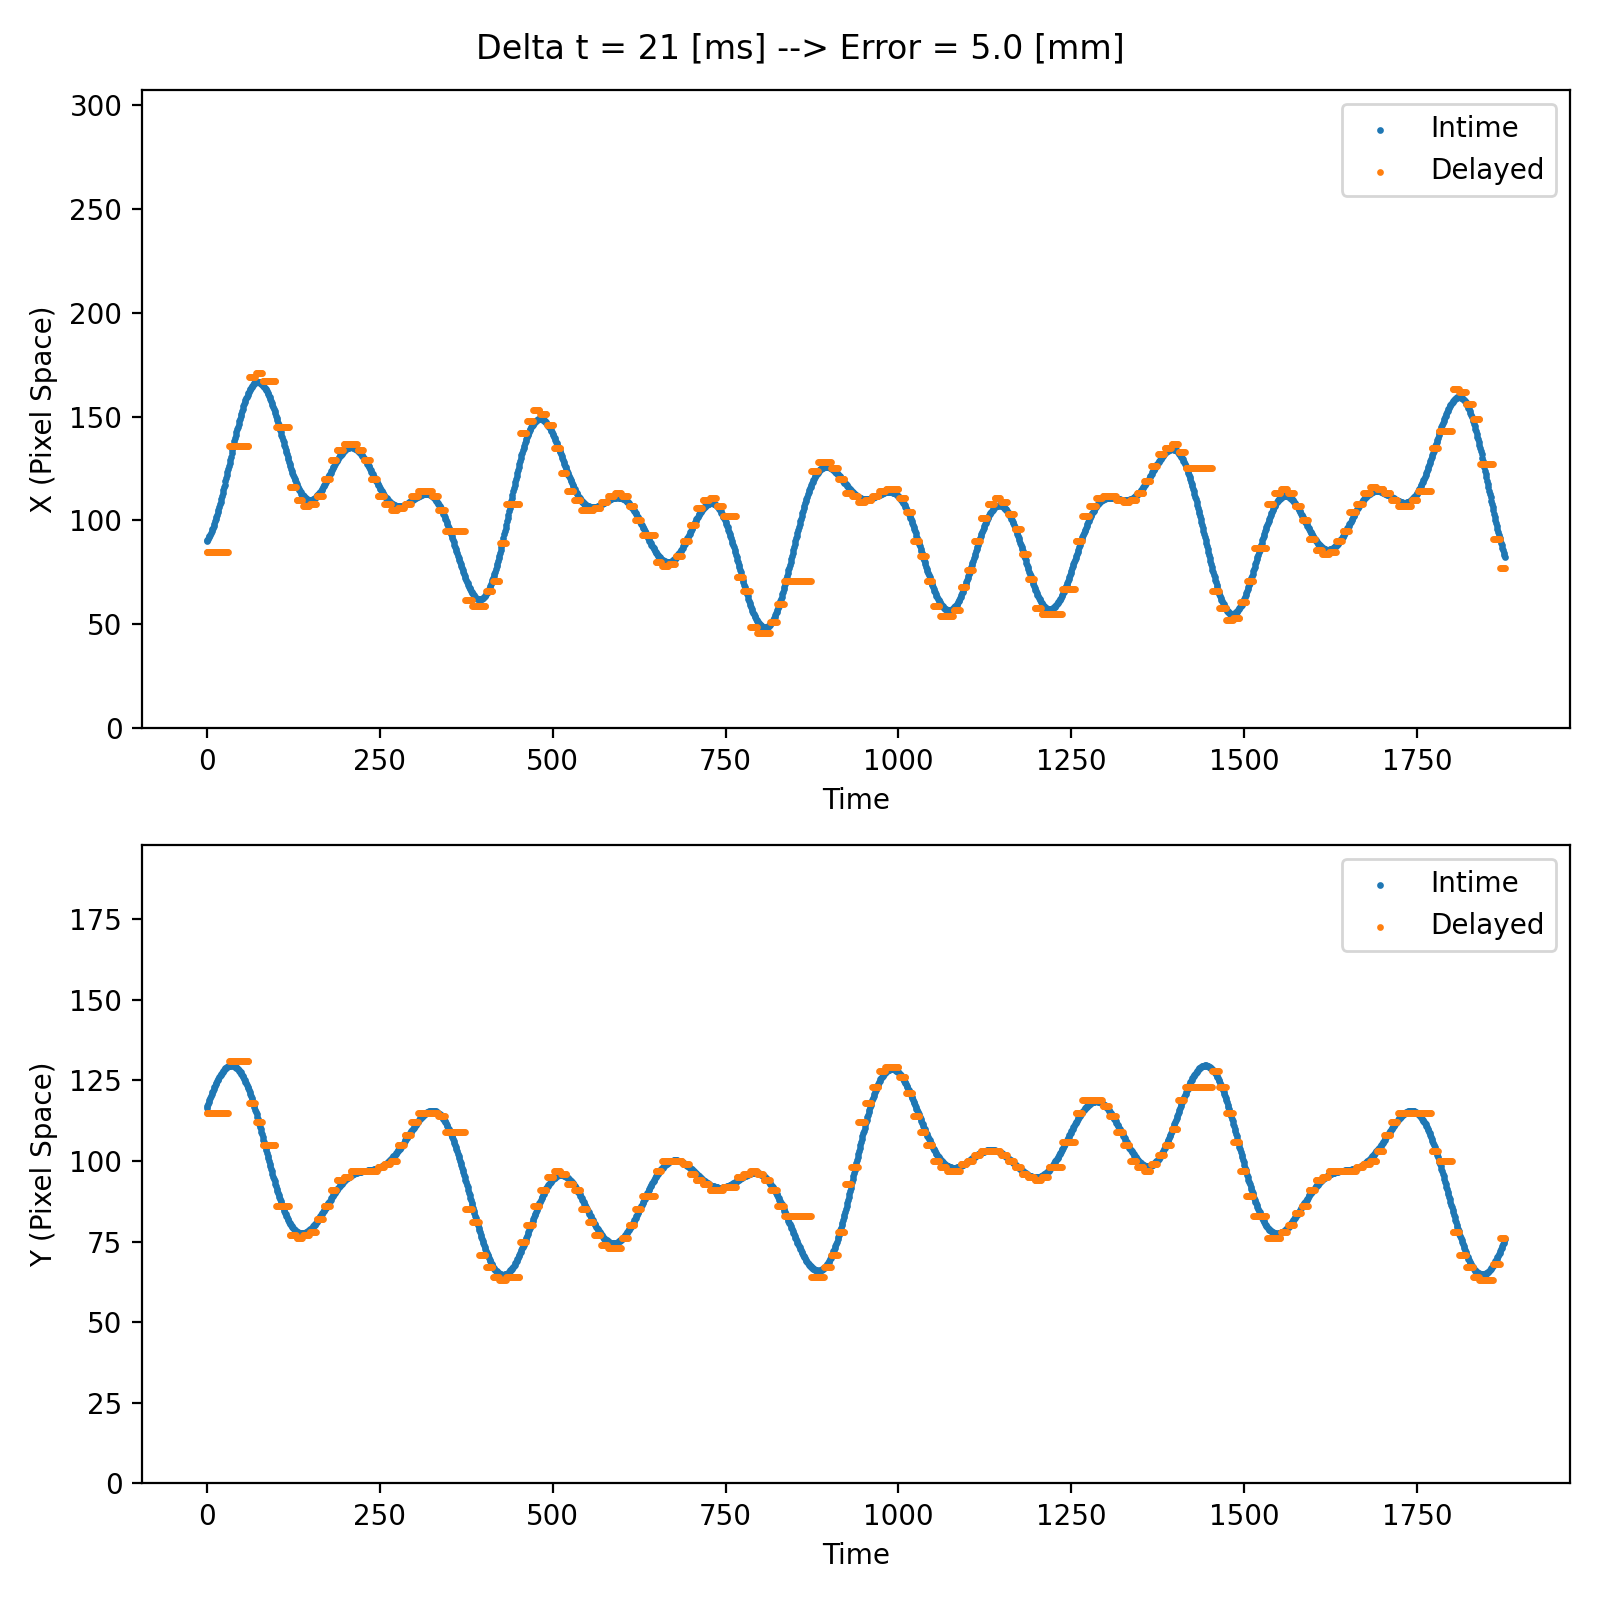 Delta t = 21 [ms] --> Error = 5.0 [mm]
300
250
200
150
100
50
0
X (Pixel Space)
Intime
Delayed
0 250 500 750 1000 1250 1500 1750
Time
175
150
125
100
75
50
25
0
Y (Pixel Space)
Intime
Delayed
0 250 500 750 1000 1250 1500 1750
Time